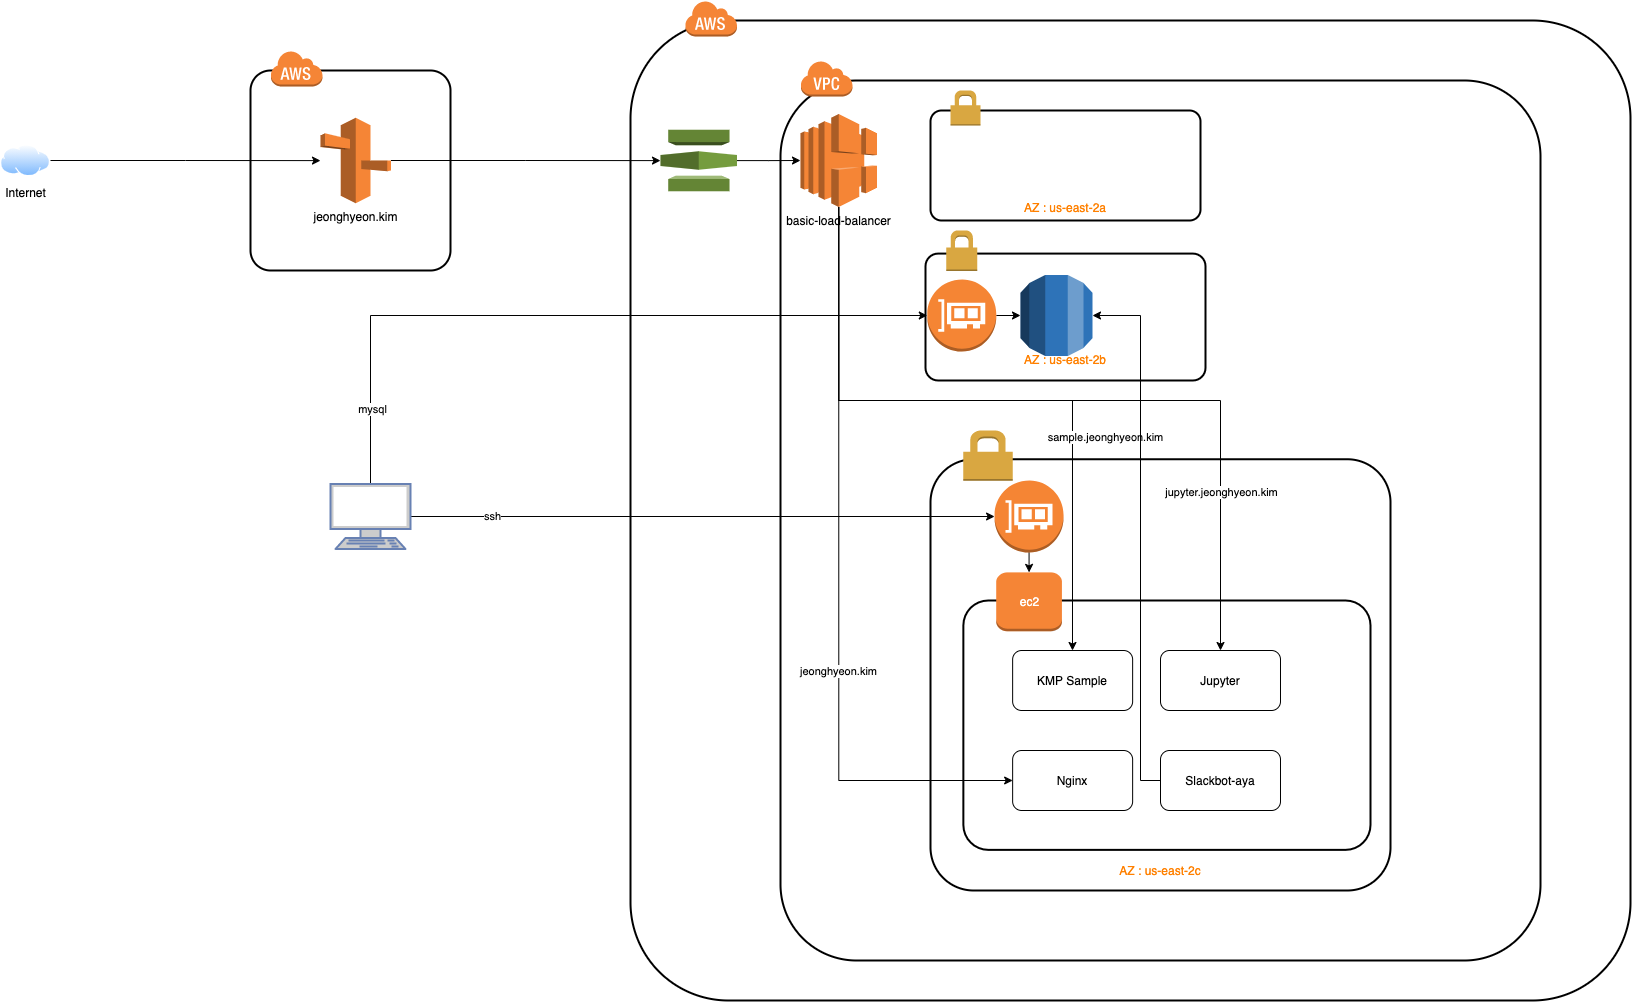 AWS
AWS
VPC
Internet
jeonghyeon.kim
basic-load-balancer
AZ : us-east-2a
AZ : us-east-2b
mysql
sample.jeonghyeon.kim
jupyter.jeonghyeon.kim
ssh
ec2
jeonghyeon.kim
KMP Sample
Jupyter
Nginx
Slackbot-aya
AZ : us-east-2c